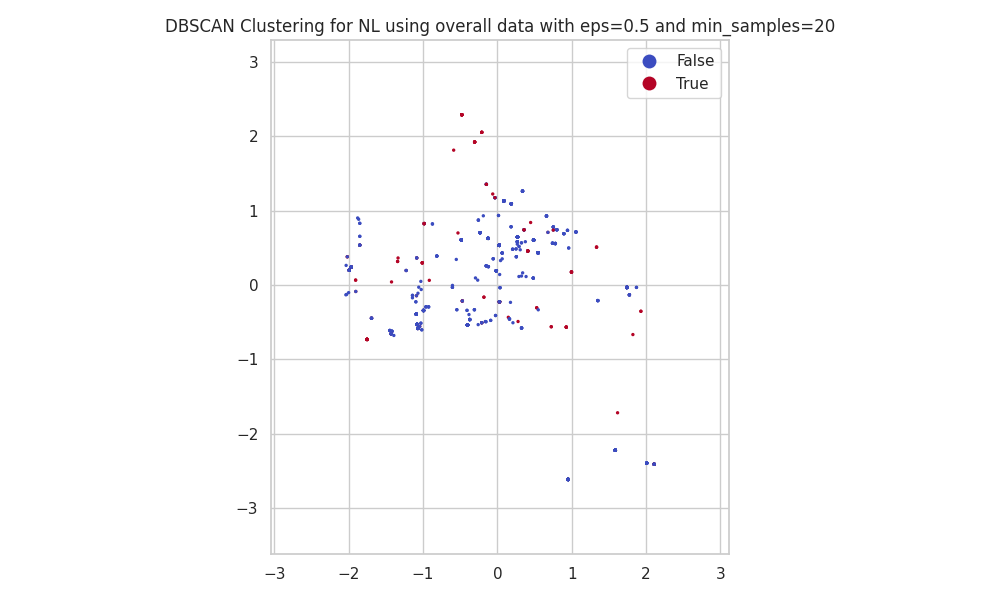 DBSCAN Clustering for NL using overall data with eps=0.5 and min_samples=20
False
True
3
2
1
0
−1
−2
−3
−3 −2 −1 0 1 2 3